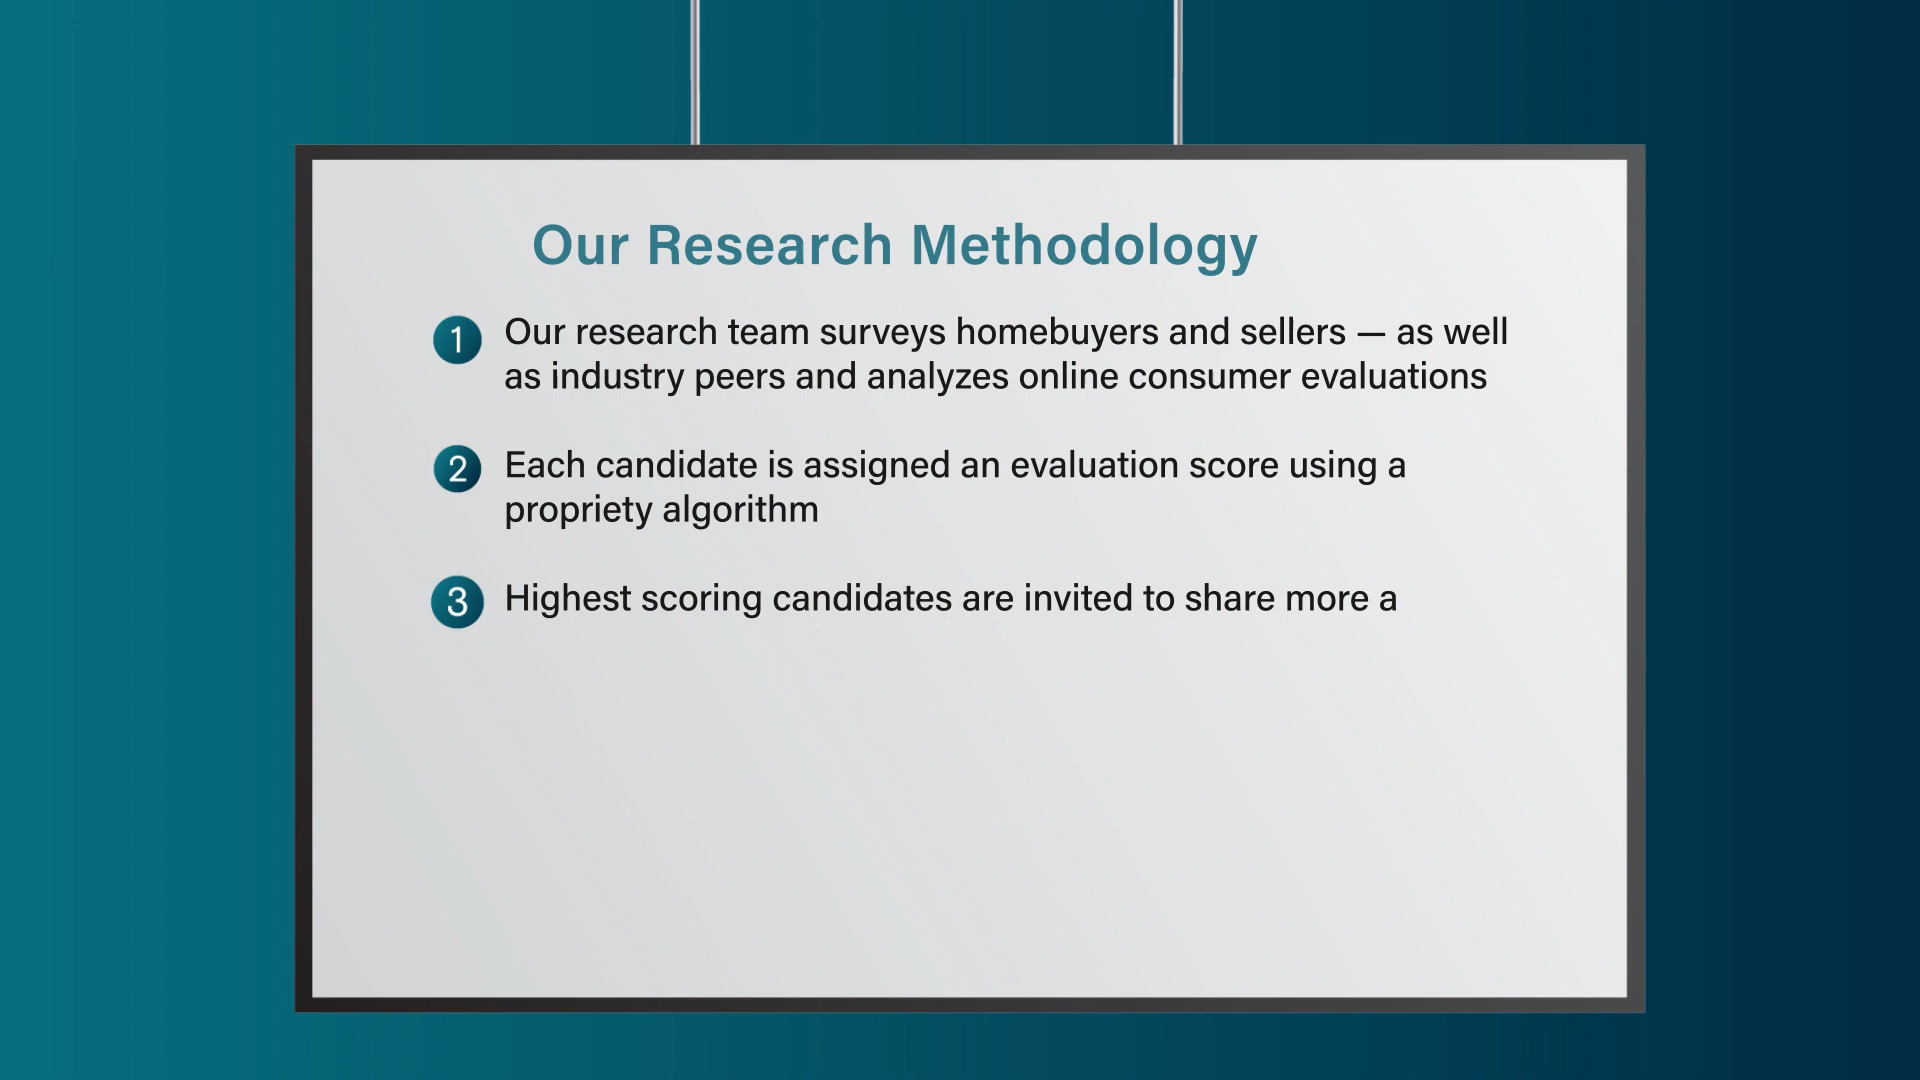 Our Research Methodology
1 Our research team surveys homebuyers and sellers — as well
as industry peers and analyzes online consumer evaluations
2 Each candidate is assigned an evaluation score using a
propriety algorithm
3 Highest scoring candidates are invited to share more a